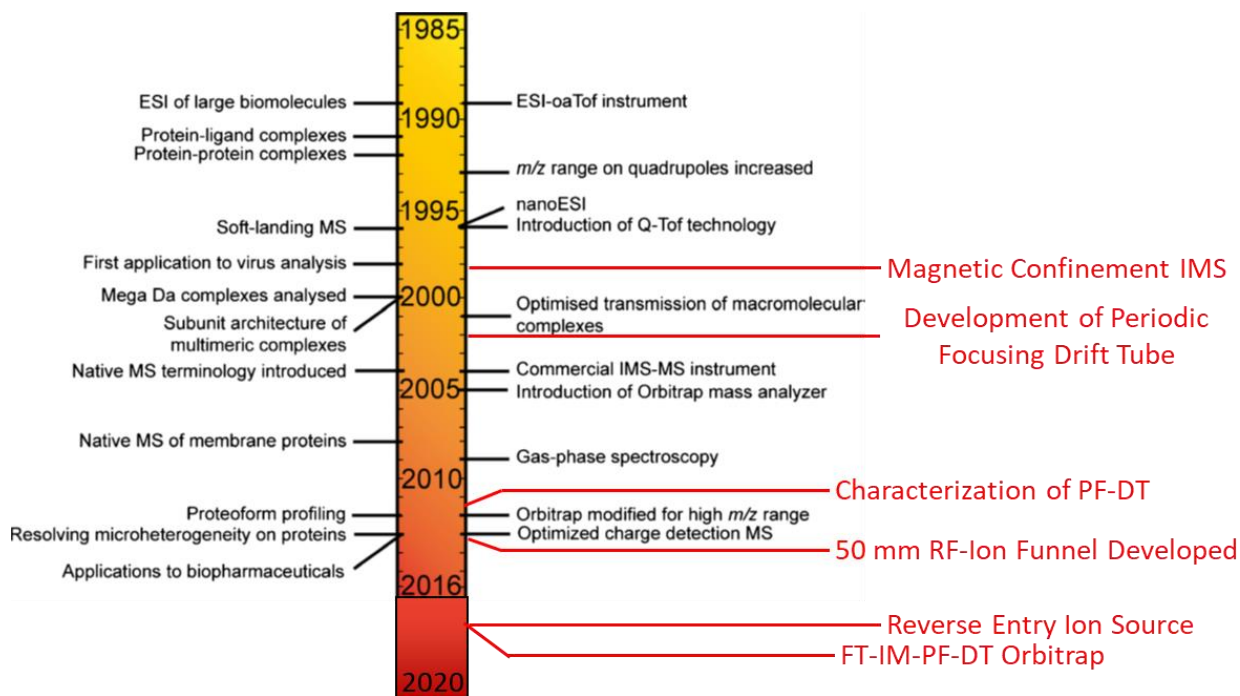 1985
ESI of large biomolecules
ESI-oaTof instrument
1990
Protein-ligand complexes
Protein-protein complexes
m/z range on quadrupoles increased
1995
nanoESI
Soft-landing MS
Introduction of Q-Tof technology
First application to virus analysis
Magnetic Confinement IMS
Mega Da complexes analysed
2000
Optimised transmission of macromolecular
complexes
Subunit architecture of
multimeric complexes
Development of Periodic
Focusing Drift Tube
Native MS terminology introduced
Commercial IMS-MS instrument
2005
Introduction of Orbitrap mass analyzer
Native MS of membrane proteins
Gas-phase spectroscopy
2010
Characterization of PF-DT
Proteoform profiling
Orbitrap modified for high m/z range
Resolving microheterogeneity on proteins
Optimized charge detection MS
50 mm RF-Ion Funnel Developed
Applications to biopharmaceuticals
2016
Reverse Entry Ion Source
FT-IM-PF-DT Orbitrap
2020